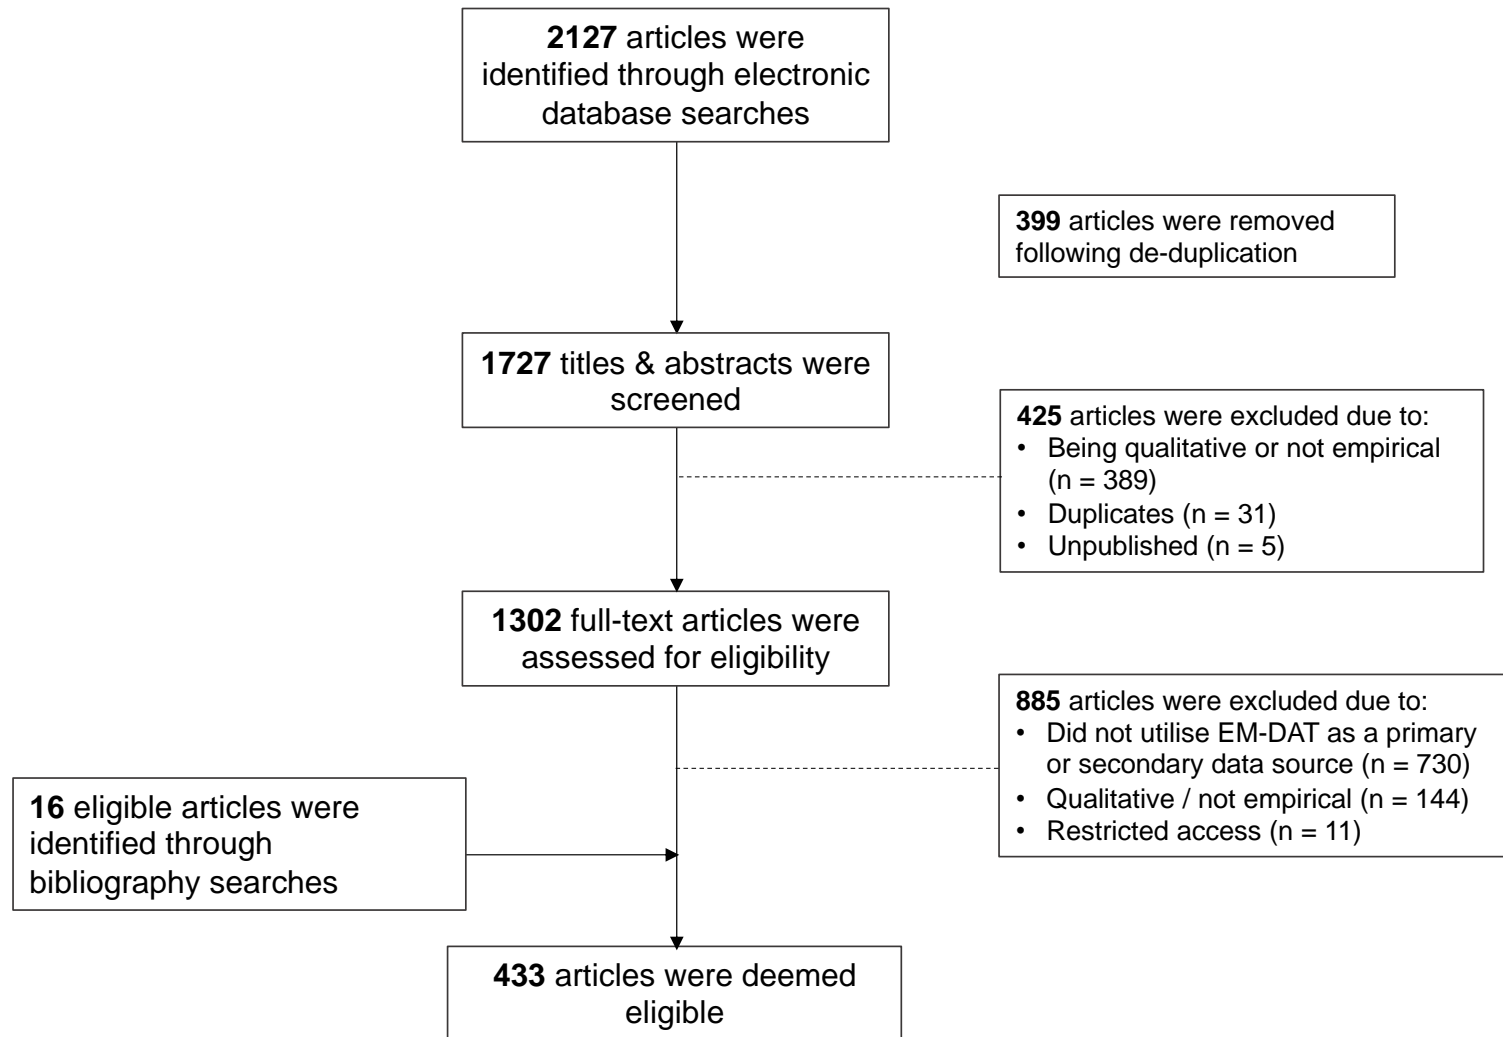 2127 articles were
identified through electronic
database searches
399 articles were removed
following de-duplication
1727 titles & abstracts were
screened
425 articles were excluded due to:
• Being qualitative or not empirical
(n = 389)
• Duplicates (n = 31)
• Unpublished (n = 5)
1302 full-text articles were
assessed for eligibility
885 articles were excluded due to:
• Did not utilise EM-DAT as a primary
or secondary data source (n = 730)
• Qualitative / not empirical (n = 144)
• Restricted access (n = 11)
16 eligible articles were
identified through
bibliography searches
433 articles were deemed
eligible